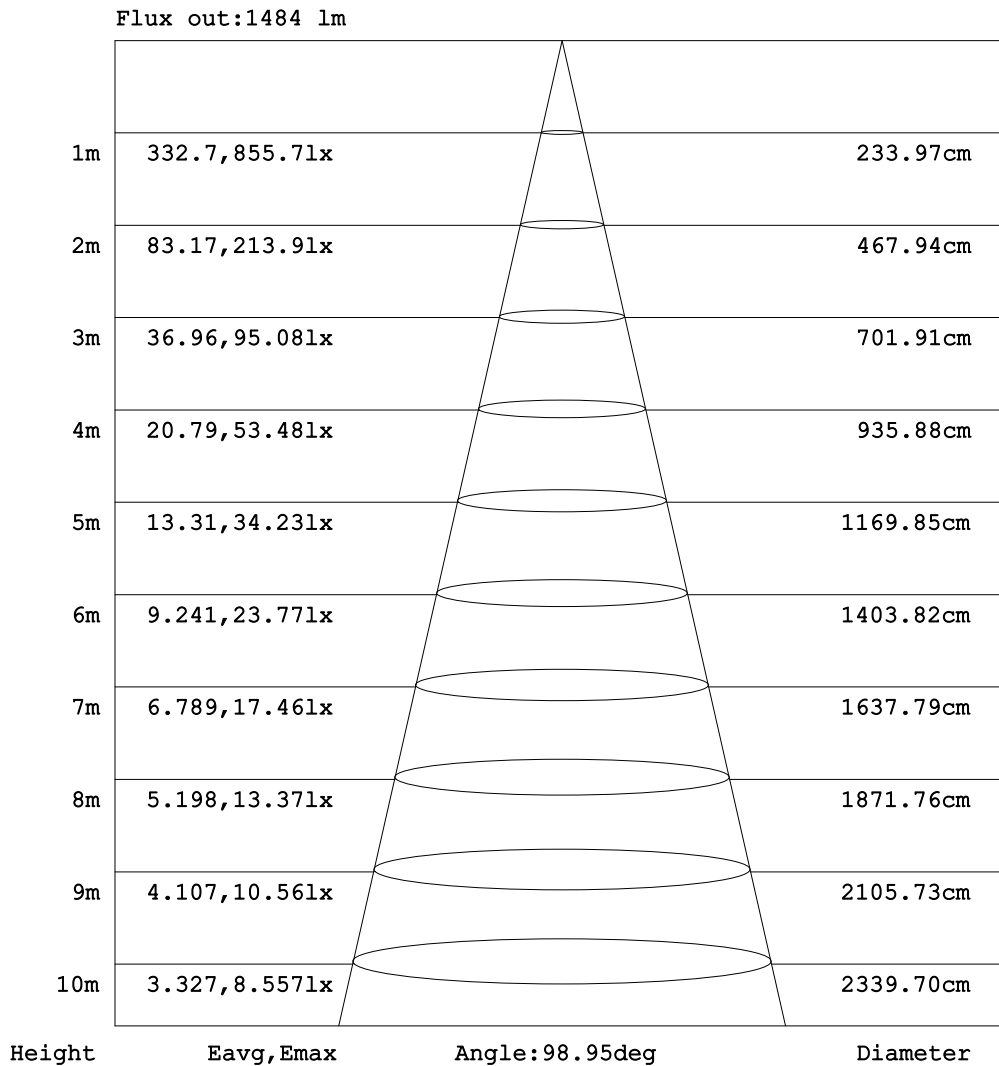 Flux out:1484 lm
1m 332.7,855.7lx 233.97cm
2m 83.17,213.9lx 467.94cm
3m 36.96,95.08lx 701.91cm
4m 20.79,53.48lx 935.88cm
5m 13.31,34.23lx 1169.85cm
6m 9.241,23.77lx 1403.82cm
7m 6.789,17.46lx 1637.79cm
8m 5.198,13.37lx 1871.76cm
9m 4.107,10.56lx 2105.73cm
10m 3.327,8.557lx 2339.70cm
Height Eavg,Emax Angle:98.95deg Diameter